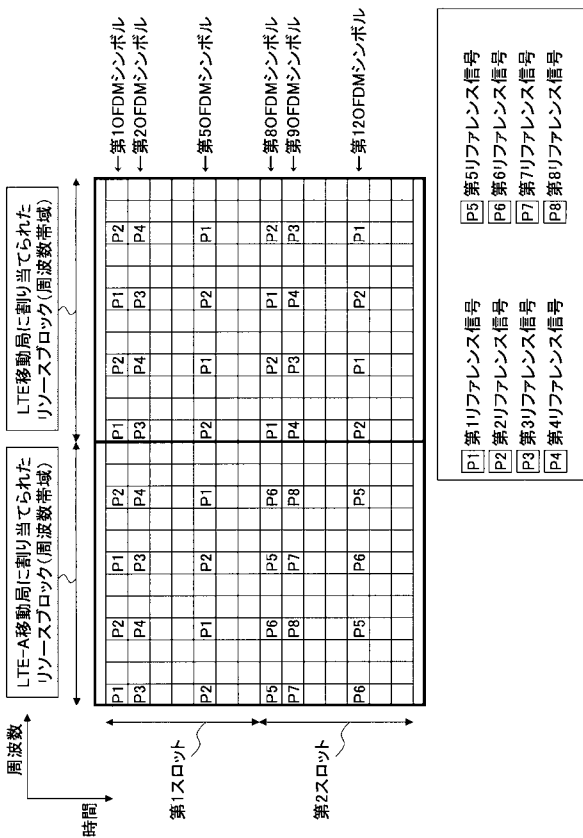 周波数
時間
LTE-A移動局に割り当てられた
リソースブロック(周波数帯域)
LTE移動局に割り当てられた
リソースブロック(周波数帯域)
第1スロット
第2スロット
P1 P2 P1 P2 P1 P2 P1 P2 ←第1OFDMシンボル
P3 P4 P3 P4 P3 P4 P3 P4 ←第2OFDMシンボル
P2 P1 P2 P1 P2 P1 P2 P1 ←第5OFDMシンボル
P5 P6 P5 P6 P1 P2 P1 P2 ←第8OFDMシンボル
P7 P8 P7 P8 P4 P3 P4 P3 ←第9OFDMシンボル
P6 P5 P6 P5 P2 P1 P2 P1 ←第12OFDMシンボル
P1 第1リファレンス信号
P2 第2リファレンス信号
P3 第3リファレンス信号
P4 第4リファレンス信号
P5 第5リファレンス信号
P6 第6リファレンス信号
P7 第7リファレンス信号
P8 第8リファレンス信号